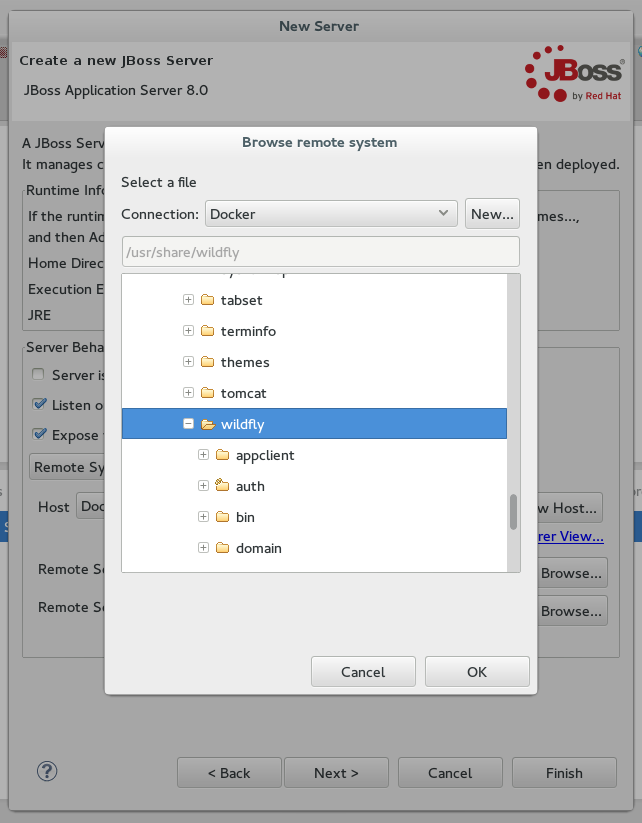 New Server
Create a new JBoss Server
JBoss Application Server 8.0
JBoss®
by Red Hat
A JBoss Serv
It manages c
en deployed.
Runtime Info
If the runtim
mes...,
and then Ad
Home Direc
Execution E
JRE
Server Beha
Server is
Listen o
Expose
Remote Sy
Host
Doc
w Host...
rer View...
Remote Se
Browse...
Remote Se
Browse...
Browse remote system
Select a file
Connection:
Docker
New...
/usr/share/wildfly
tabset
terminfo
themes
tomcat
wildfly
appclient
auth
bin
domain
Cancel
OK
< Back
Next >
Cancel
Finish